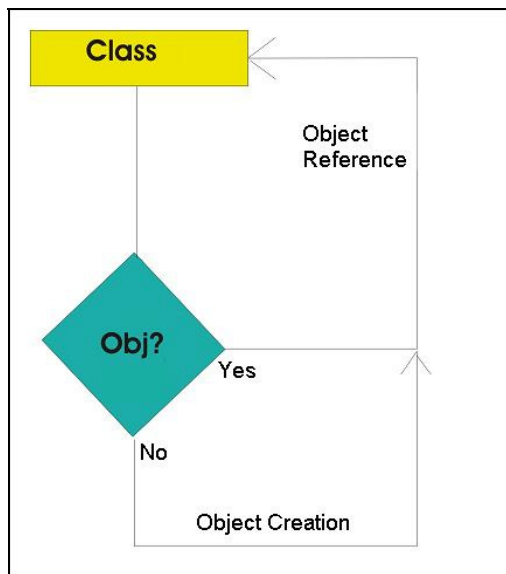 Class
Object
Reference
Obj?
Yes
No
Object Creation